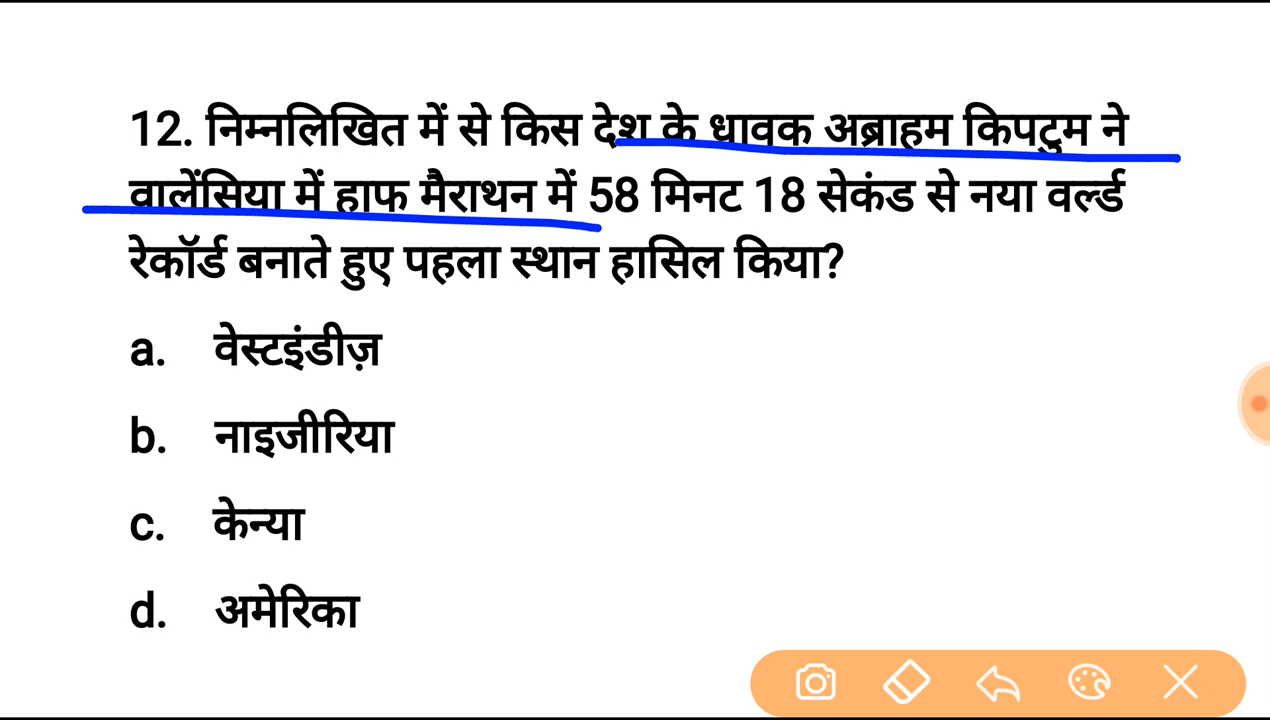 12. निम्नलिखित में से किस देश के धावक अब्राहम किपटुम ने
वालेंसिया में हाफ मैराथन में 58 मिनट 18 सेकंड से नया वर्ल्ड
रेकॉर्ड बनाते हुए पहला स्थान हासिल किया?
a. वेस्टइंडीज़
b. नाइजीरिया
c. केन्या
d. अमेरिका